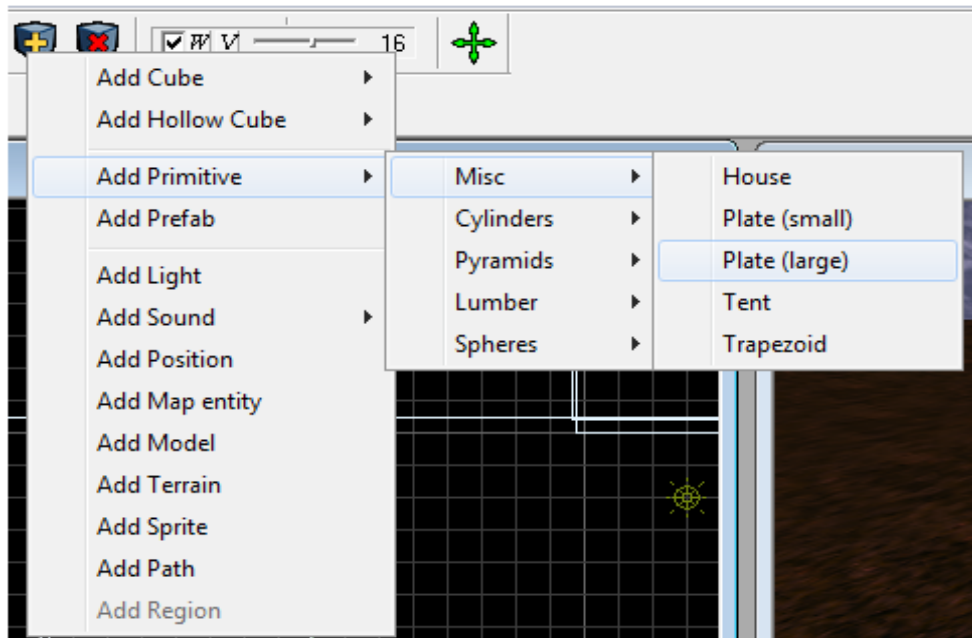 W V 16
Add Cube
Add Hollow Cube
Add Primitive
Add Prefab
Add Light
Add Sound
Add Position
Add Map entity
Add Model
Add Terrain
Add Sprite
Add Path
Add Region
Misc
Cylinders
Pyramids
Lumber
Spheres
House
Plate (small)
Plate (large)
Tent
Trapezoid